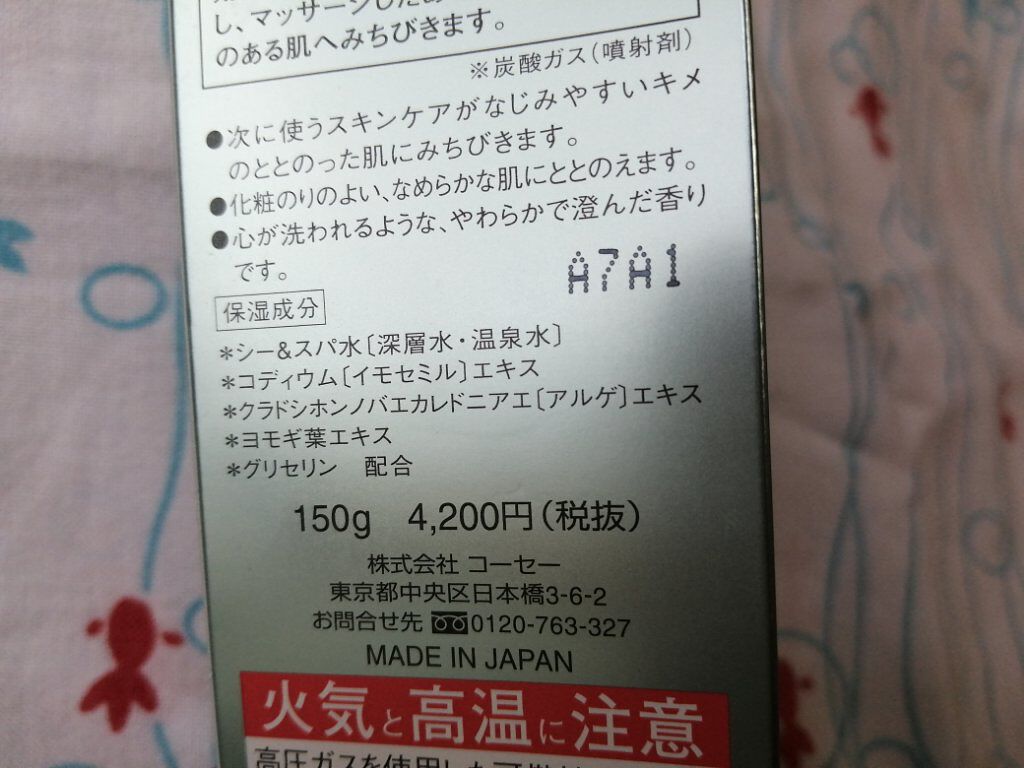 し、マッサージした
のある肌へみちびきます。
※炭酸ガス(噴射剤)
●次に使うスキンケアがなじみやすいキメ
のととのった肌にみちびきます。
●化粧のりのよい、なめらかな肌にととのえます。
●心が洗われるような、やわらかで澄んだ香り
です。
A7A1
保湿成分
*シー&スパ水〔深層水・温泉水〕
*コディウム〔イモセミル〕エキス
*クラドシホンノバエカレドニアエ〔アルゲ〕エキス
*ヨモギ葉エキス
*グリセリン 配合
150g 4,200円(税抜)
株式会社 コーセー
東京都中央区日本橋3-6-2
お問合せ先 0120-763-327
MADE IN JAPAN
火気と高温に注意
高圧ガスを使用した可燃